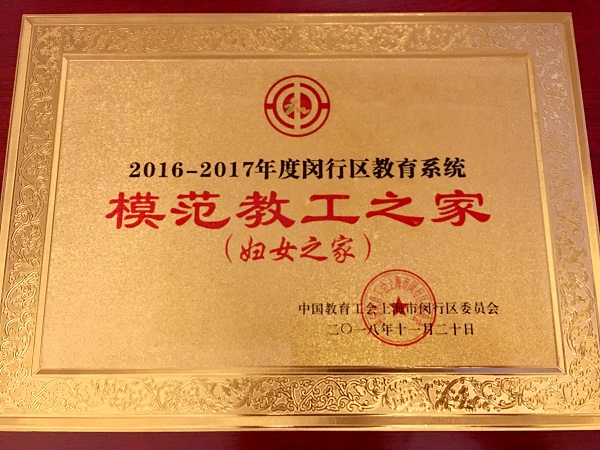 2016-2017年度闵行区教育系统
模范教工之家
(妇女之家)
中国教育工会上海市闵行区委员会
二〇一八年十一月二十日